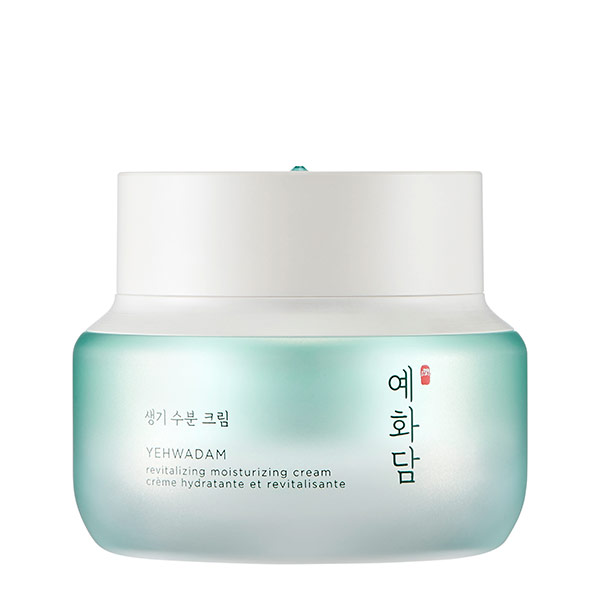 생기 수분 크림
YEHWADAM
revitalizing moisturizing cream
crème hydratante et revitalisante
예화담